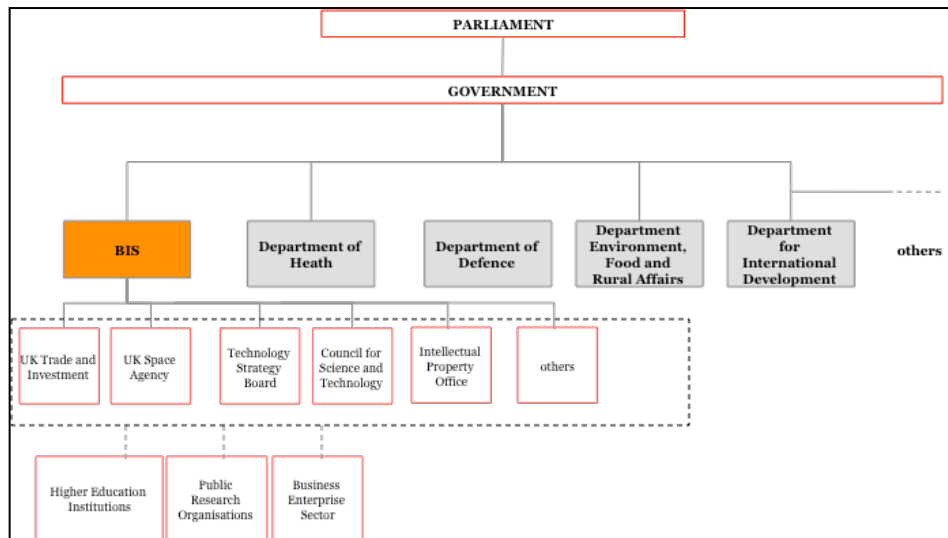 PARLIAMENT
GOVERNMENT
BIS
Department of
Heath
Department of
Defence
Department
Environment,
Food and
Rural Affairs
Department
for
International
Development
others
UK Trade and
Investment
UK Space
Agency
Technology
Strategy
Board
Council for
Science and
Technology
Intellectual
Property
Office
others
Higher Education
Institutions
Public
Research
Organisations
Business
Enterprise
Sector